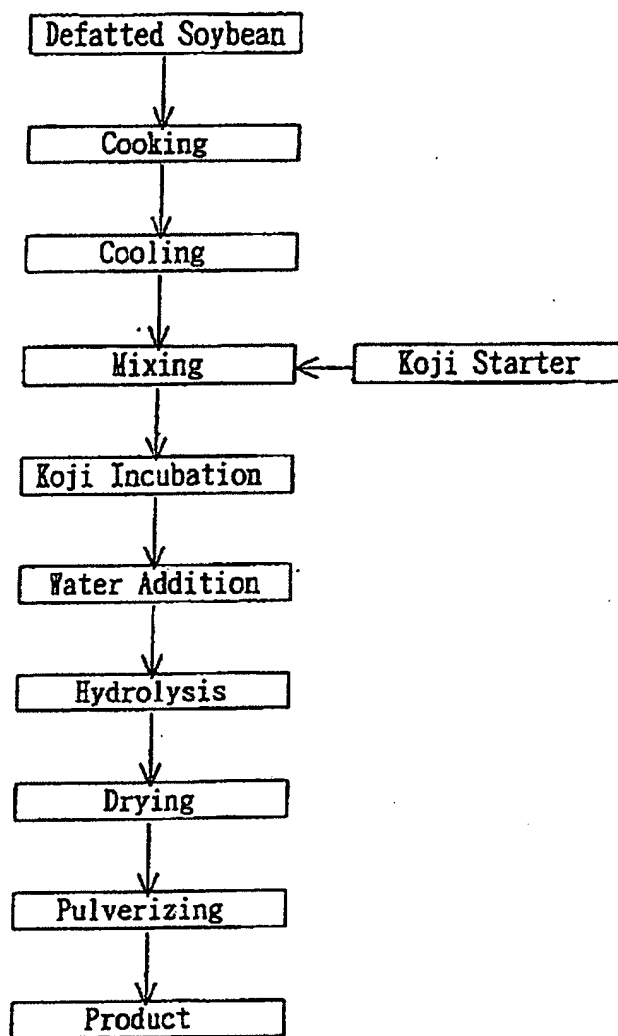 Defatted Soybean
Cooking
Cooling
Mixing
Koji Starter
Koji Incubation
Water Addition
Hydrolysis
Drying
Pulverizing
Product